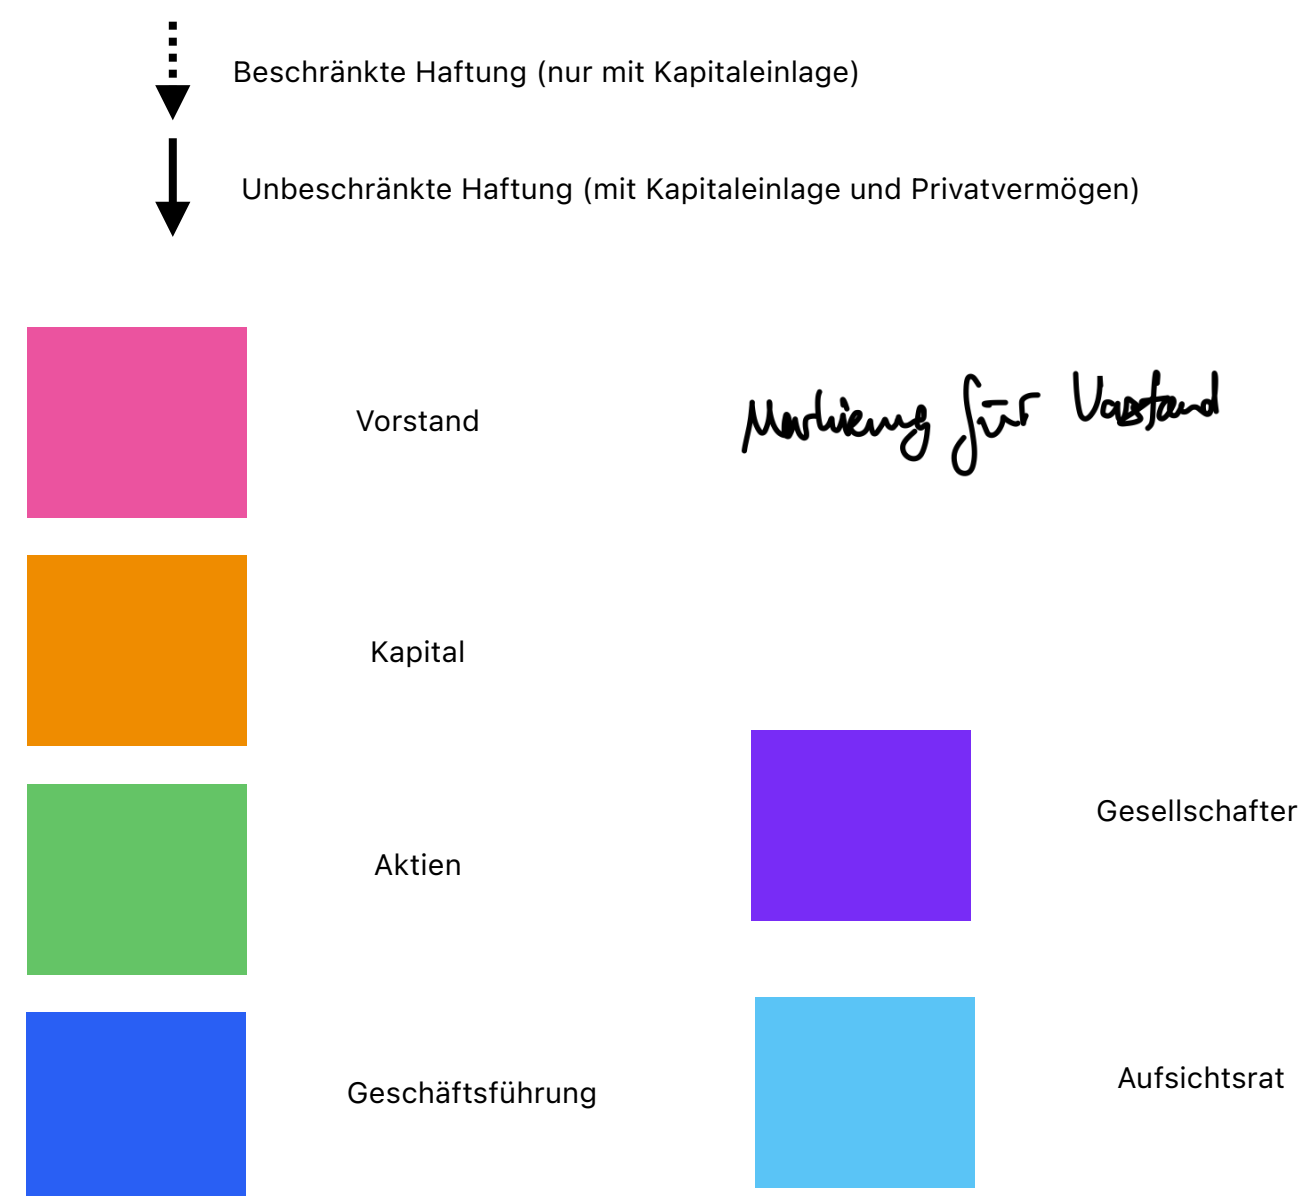 Beschränkte Haftung (nur mit Kapitaleinlage)
Unbeschränkte Haftung (mit Kapitaleinlage und Privatvermögen)
Vorstand
Markierung für Vorstand
Kapital
Gesellschafter
Aktien
Aufsichtsrat
Geschäftsführung